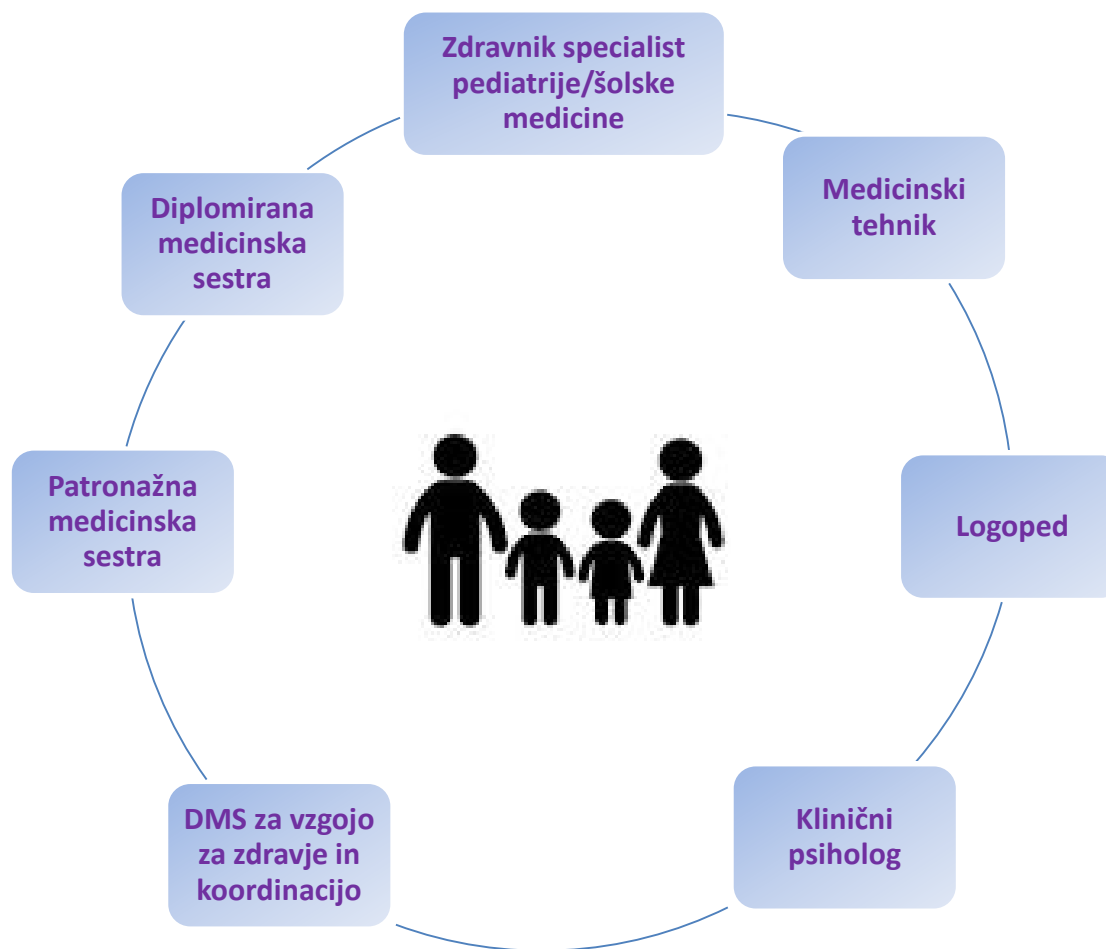 Zdravnik specialist
pediatrije/šolske
medicine
Medicinski
tehnik
Logoped
Klinični
psiholog
DMS za vzgojo
za zdravje in
koordinacijo
Patronažna
medicinska
sestra
Diplomirana
medicinska
sestra